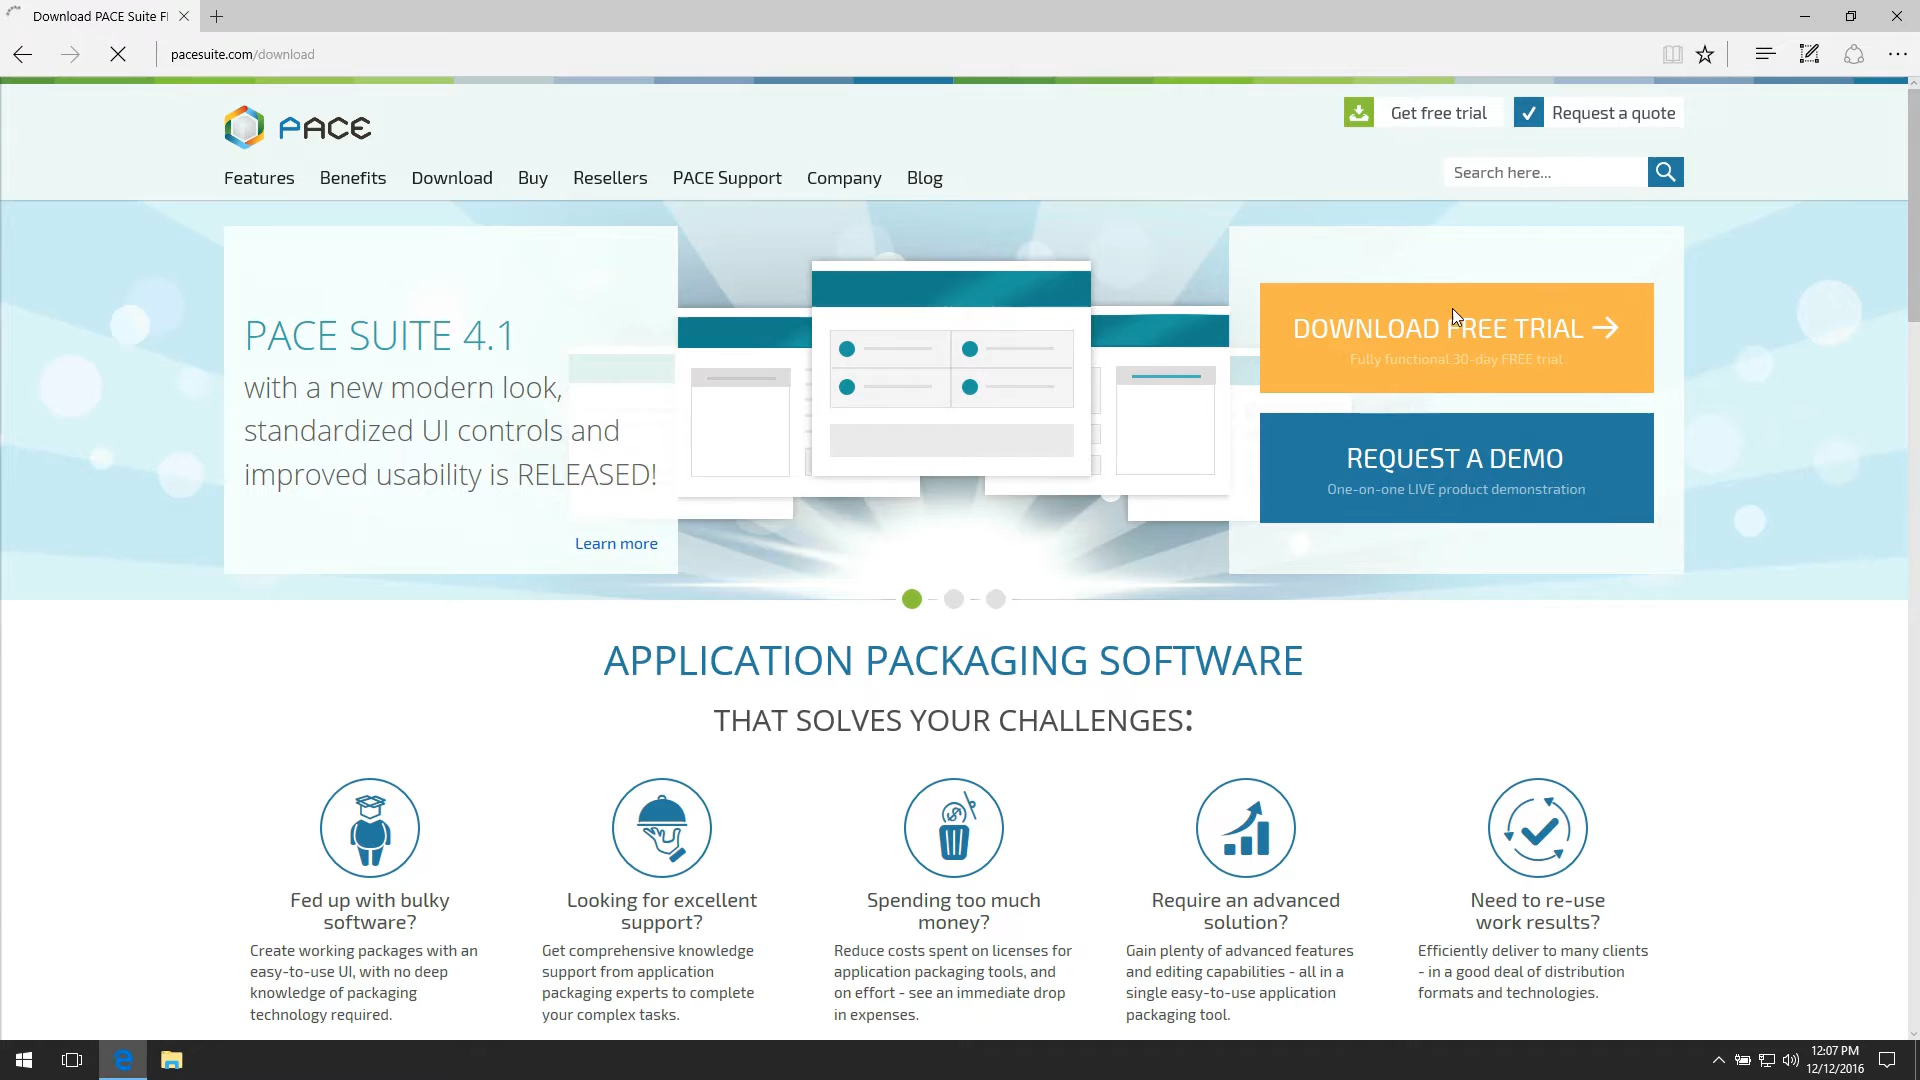 Download PACE Suite F
pacesuite.com/download
PACE
Get free trial
Request a quote
Features
Benefits
Download
Buy
Resellers
PACE Support
Company
Blog
Search here...
PACE SUITE 4.1
with a new modern look,
standardized UI controls and
improved usability is RELEASED!
Learn more
DOWNLOAD FREE TRIAL
Fully functional 30-day FREE trial
REQUEST A DEMO
One-on-one LIVE product demonstration
APPLICATION PACKAGING SOFTWARE
THAT SOLVES YOUR CHALLENGES:
Fed up with bulky
software?
Create working packages with an
easy-to-use UI, with no deep
knowledge of packaging
technology required.
Looking for excellent
support?
Get comprehensive knowledge
support from application
packaging experts to complete
your complex tasks.
Spending too much
money?
Reduce costs spent on licenses for
application packaging tools, and
on effort - see an immediate drop
in expenses.
Require an advanced
solution?
Gain plenty of advanced features
and editing capabilities - all in a
single easy-to-use application
packaging tool.
Need to re-use
work results?
Efficiently deliver to many clients
- in a good deal of distribution
formats and technologies.
12:07 PM
12/12/2016